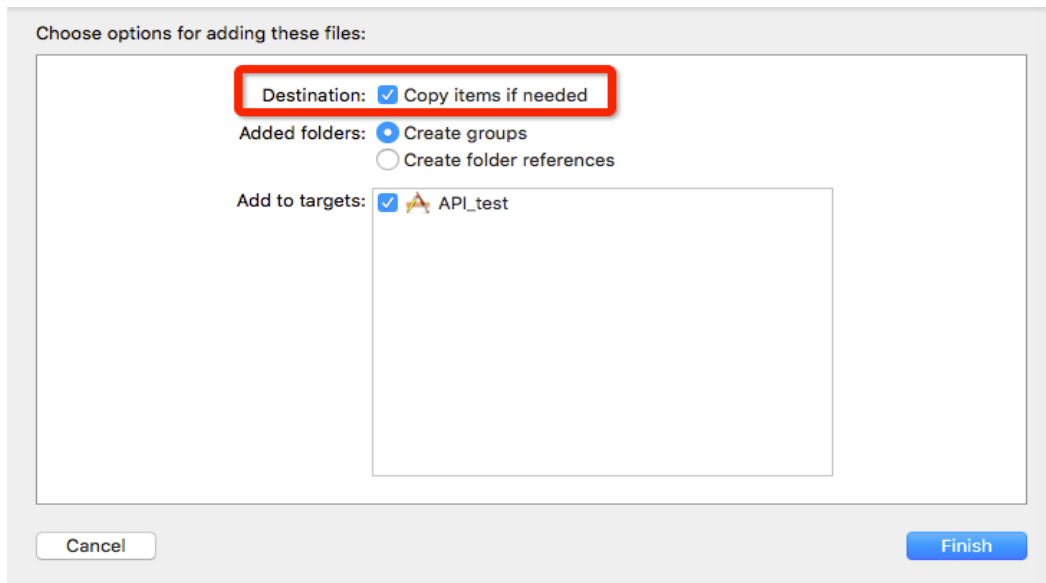 Choose options for adding these files:
Destination: Copy items if needed
Added folders: Create groups
Create folder references
Add to targets: API_test
Cancel Finish